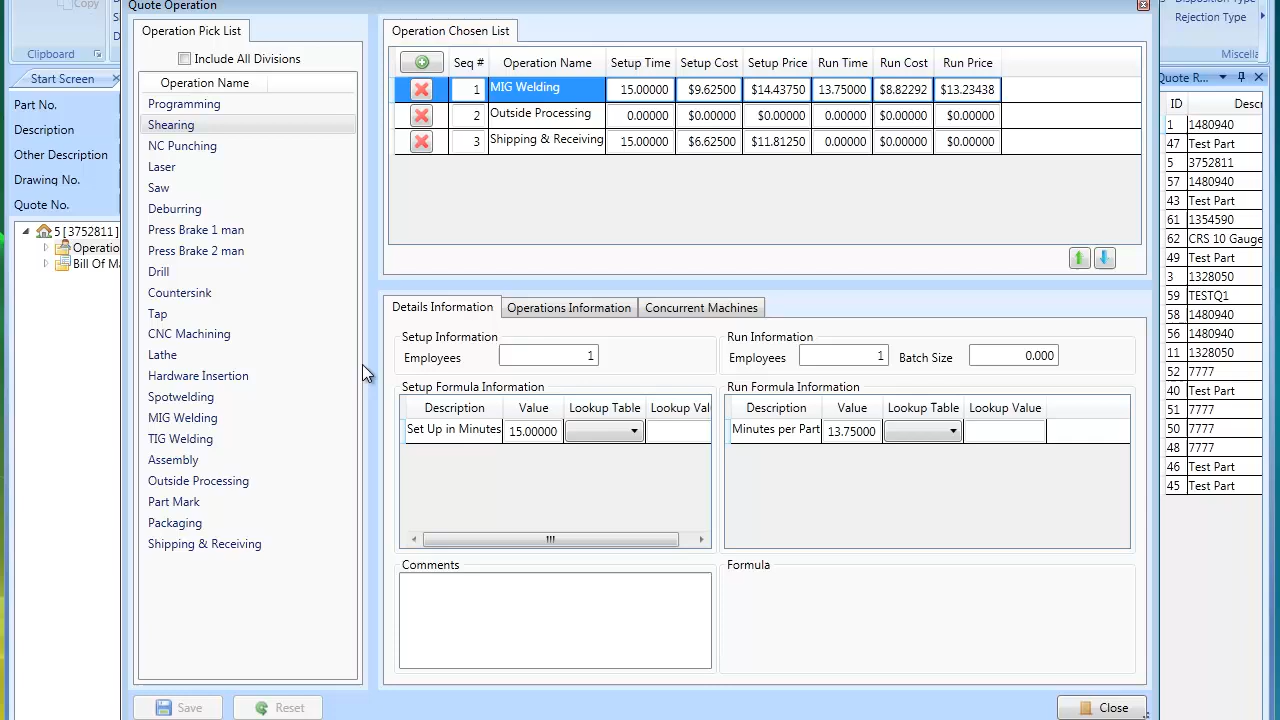 Quote Operation
Copy
Clipboard
Start Screen
Part No.
Description
Other Description
Drawing No.
Quote No.
5 [3752811]
Operatio
Bill Of M
Operation Pick List
Include All Divisions
Operation Name
Programming
Shearing
NC Punching
Laser
Saw
Deburring
Press Brake 1 man
Press Brake 2 man
Drill
Countersink
Tap
CNC Machining
Lathe
Hardware Insertion
Spotwelding
MIG Welding
TIG Welding
Assembly
Outside Processing
Part Mark
Packaging
Shipping & Receiving
Save Reset
Operation Chosen List
Seq # Operation Name Setup Time Setup Cost Setup Price Run Time Run Cost Run Price
1 MIG Welding 15.00000 $9.62500 $14.43750 13.75000 $8.82292 $13.23438
2 Outside Processing 0.00000 $0.00000 $0.00000 0.00000 $0.00000 $0.00000
3 Shipping & Receiving 15.00000 $6.62500 $11.81250 0.00000 $0.00000 $0.00000
Details Information Operations Information Concurrent Machines
Setup Information
Employees 1
Run Information
Employees 1 Batch Size 0.000
Setup Formula Information
Description Value Lookup Table Lookup Val
Set Up in Minutes 15.00000
Run Formula Information
Description Value Lookup Table Lookup Value
Minutes per Part 13.75000
Comments
Formula
Close
Disposition Type
Rejection Type
Miscella
Quote R...
ID Descr
1 1480940
47 Test Part
5 3752811
57 1480940
43 Test Part
61 1354590
62 CRS 10 Gauge
49 Test Part
3 1328050
59 TESTQ1
58 1480940
56 1480940
11 1328050
52 7777
40 Test Part
51 7777
50 7777
48 7777
46 Test Part
45 Test Part